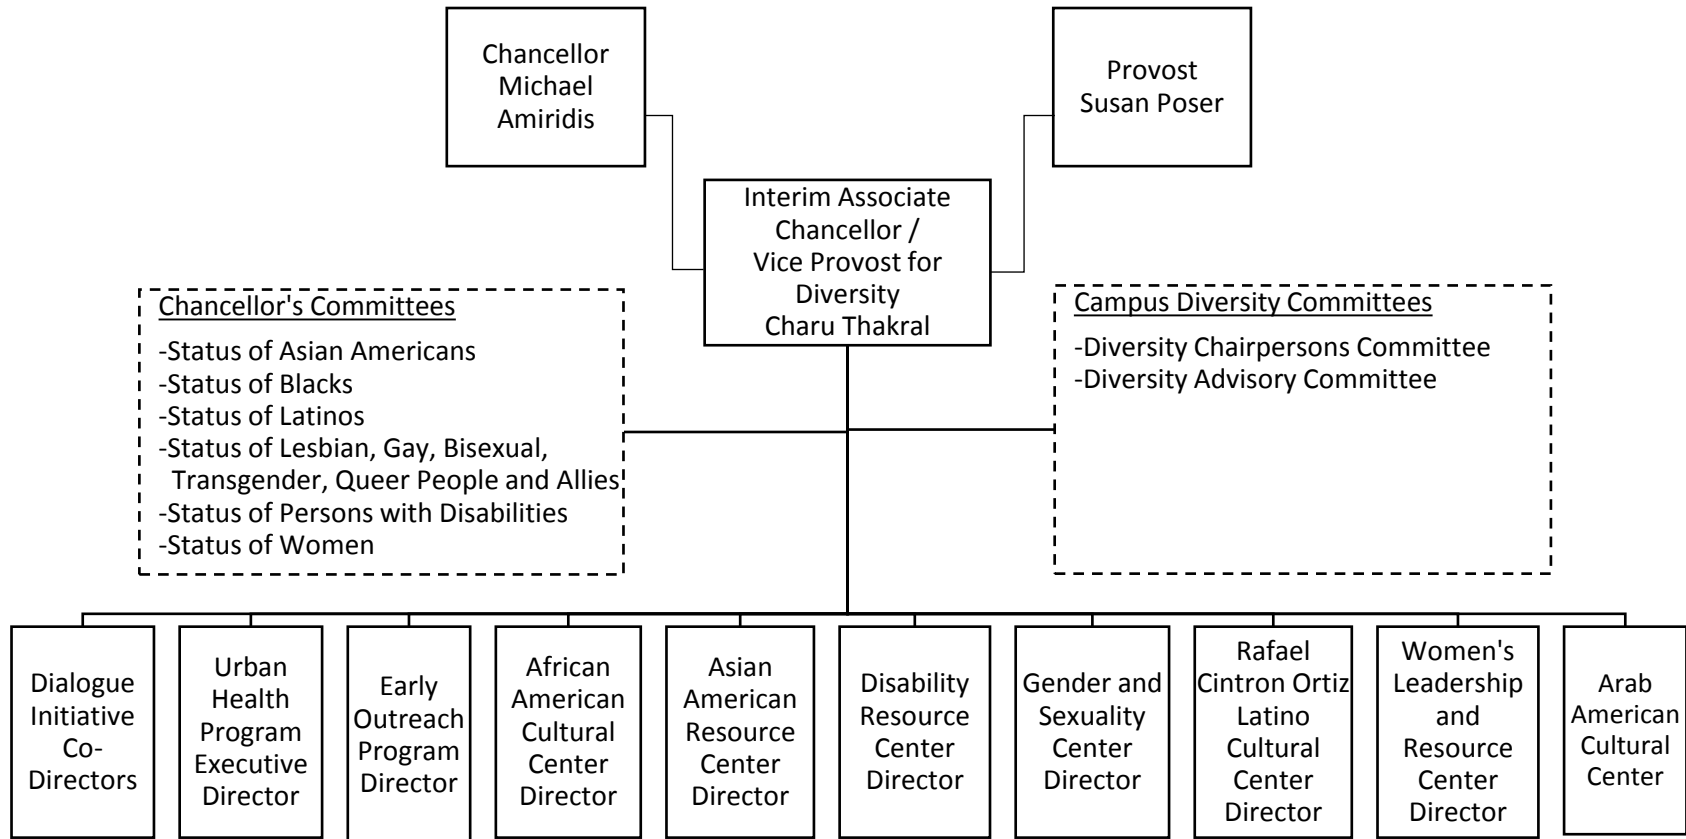 Chancellor
Michael
Amiridis
Provost
Susan Poser
Interim Associate
Chancellor /
Vice Provost for
Diversity
Charu Thakral
Chancellor's Committees
-Status of Asian Americans
-Status of Blacks
-Status of Latinos
-Status of Lesbian, Gay, Bisexual,
Transgender, Queer People and Allies
-Status of Persons with Disabilities
-Status of Women
Campus Diversity Committees
-Diversity Chairpersons Committee
-Diversity Advisory Committee
Dialogue
Initiative
Co-
Directors
Urban
Health
Program
Executive
Director
Early
Outreach
Program
Director
African
American
Cultural
Center
Director
Asian
American
Resource
Center
Director
Disability
Resource
Center
Director
Gender and
Sexuality
Center
Director
Rafael
Cintron Ortiz
Latino
Cultural
Center
Director
Women's
Leadership
and
Resource
Center
Director
Arab
American
Cultural
Center